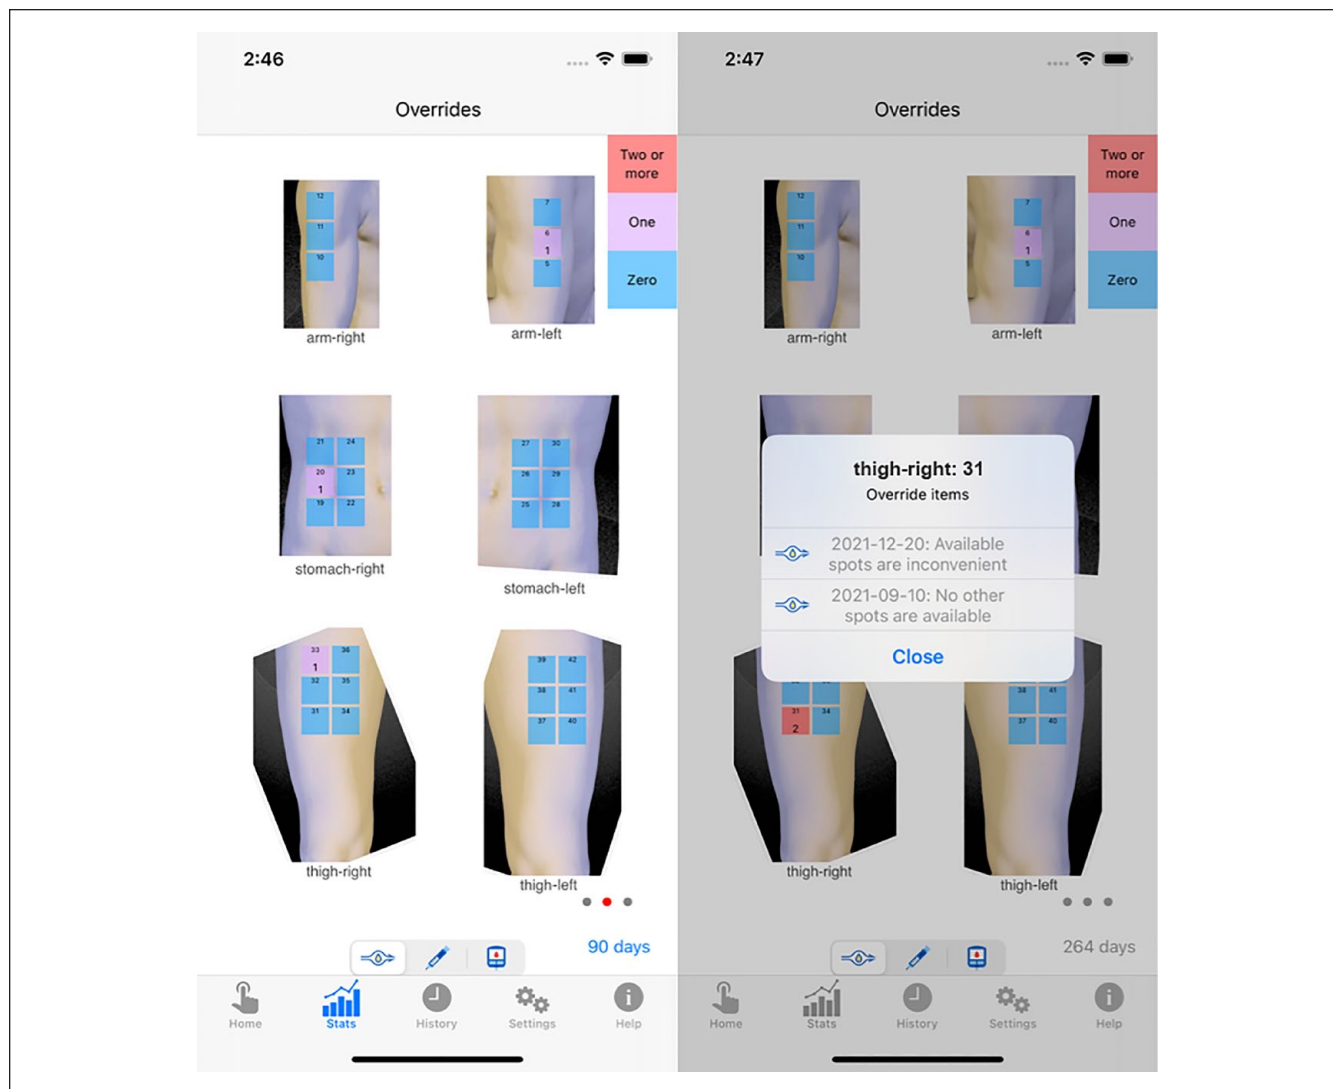 2:46
Overrides
Two or
more
One
Zero
12
11
10
arm-right
7
6
1
5
arm-left
21 24
20 23
1
19 22
stomach-right
27 30
26 29
25 28
stomach-left
33 36
1
32 35
31 34
thigh-right
39 42
38 41
37 40
thigh-left
90 days
Home
Stats
History
Settings
Help
2:47
Overrides
Two or
more
One
Zero
12
11
10
arm-right
7
6
1
5
arm-left
thigh-right: 31
Override items
2021-12-20: Available
spots are inconvenient
2021-09-10: No other
spots are available
Close
31 34
2
thigh-right
38 41
37 40
thigh-left
264 days
Home
Stats
History
Settings
Help